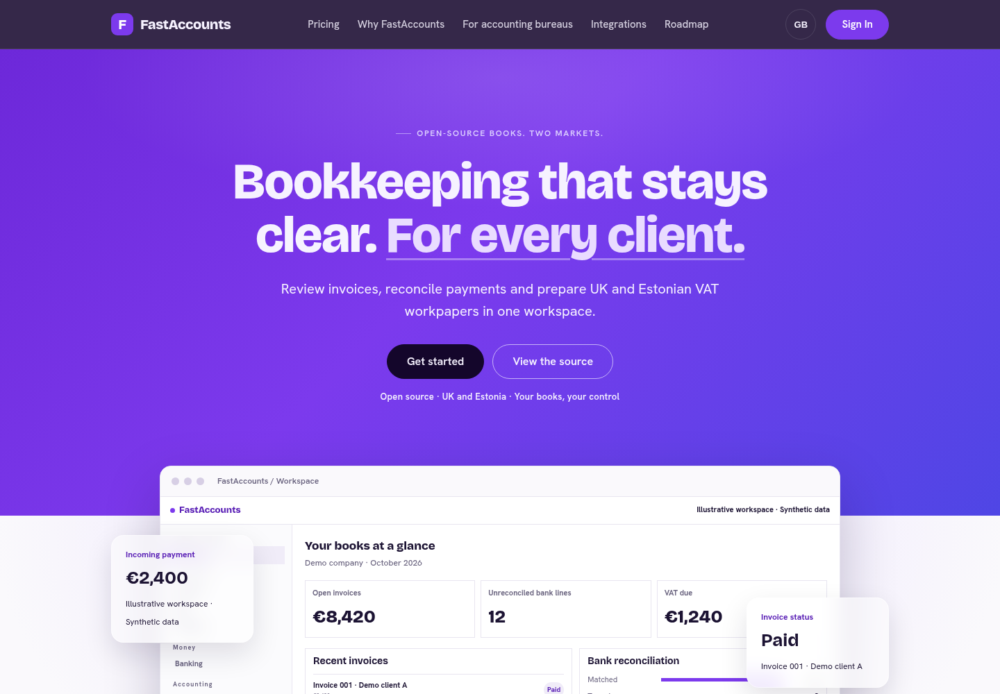 F FastAccounts
Pricing
Why FastAccounts
For accounting bureaus
Integrations
Roadmap
GB
Sign In
OPEN-SOURCE BOOKS. TWO MARKETS.
Bookkeeping that stays
clear. For every client.
Review invoices, reconcile payments and prepare UK and Estonian VAT
workpapers in one workspace.
Get started
View the source
Open source · UK and Estonia · Your books, your control
FastAccounts / Workspace
FastAccounts
Illustrative workspace · Synthetic data
Incoming payment
€2,400
Illustrative workspace ·
Synthetic data
Money
Banking
Accounting
Your books at a glance
Demo company · October 2026
Open invoices
€8,420
Unreconciled bank lines
12
VAT due
€1,240
Recent invoices
Invoice 001 · Demo client A
Paid
Bank reconciliation
Matched
Invoice status
Paid
Invoice 001 · Demo client A